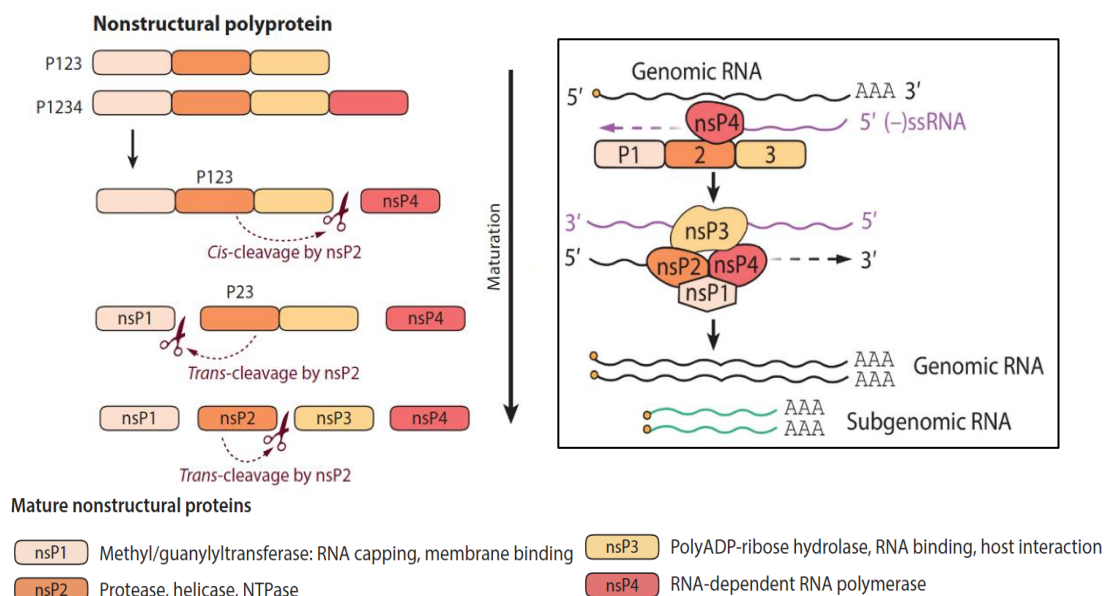 Nonstructural polyprotein
P123
P1234
P123
nsP4
Cis-cleavage by nsP2
P23
nsP1
nsP4
Trans-cleavage by nsP2
nsP1
nsP2
nsP3
nsP4
Trans-cleavage by nsP2
Maturation
Genomic RNA
5′ AAA 3′
nsP4 5′ (–)ssRNA
P1 2 3
3′ nsP3 5′
5′ nsP2 nsP4 3′
nsP1
AAA
AAA
Genomic RNA
AAA
AAA
Subgenomic RNA
Mature nonstructural proteins
nsP1 Methyl/guanylyltransferase: RNA capping, membrane binding
nsP2 Protease, helicase, NTPase
nsP3 PolyADP-ribose hydrolase, RNA binding, host interaction
nsP4 RNA-dependent RNA polymerase